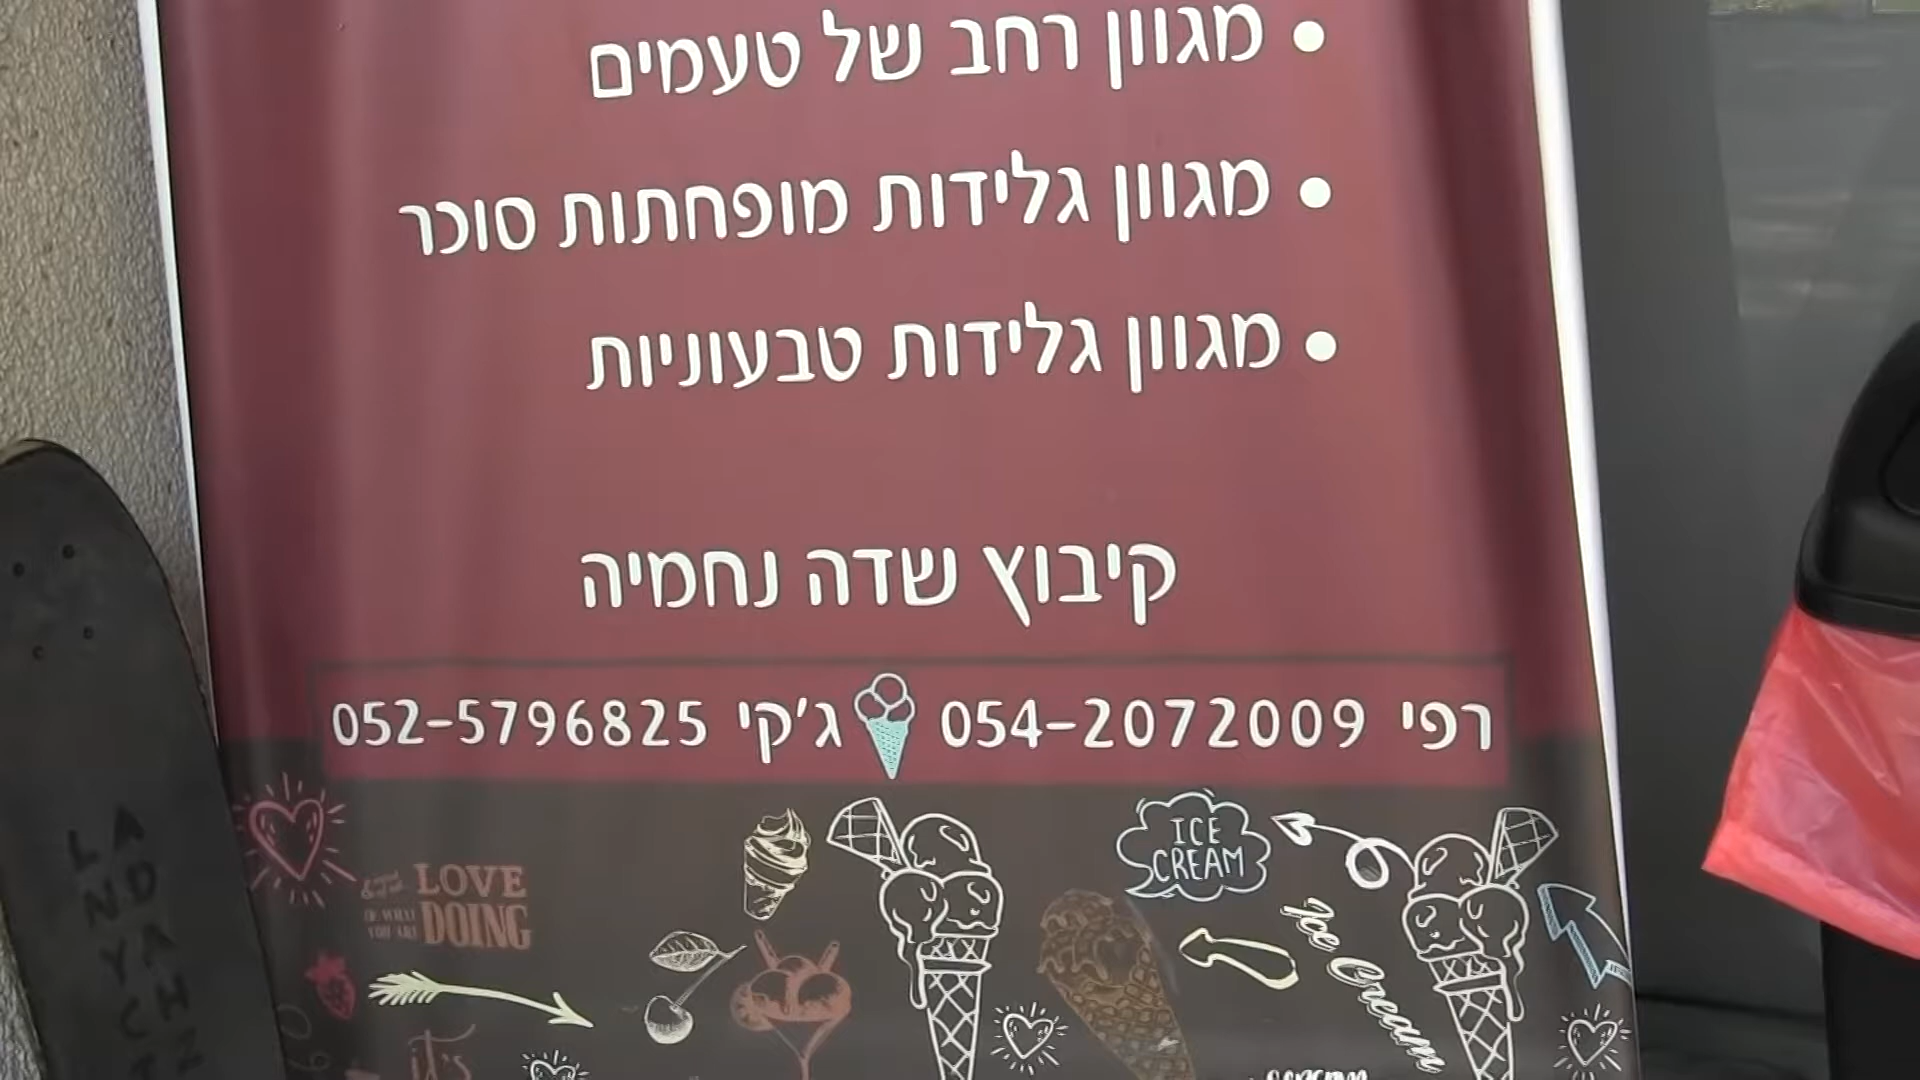 • מגוון רחב של טעמים
• מגוון גלידות מופחתות סוכר
• מגוון גלידות טבעוניות
קיבוץ שדה נחמיה
רפי 054-2072009 ג'קי 052-5796825
ICE
CREAM
LOVE
DOING
Ice Cream
it's